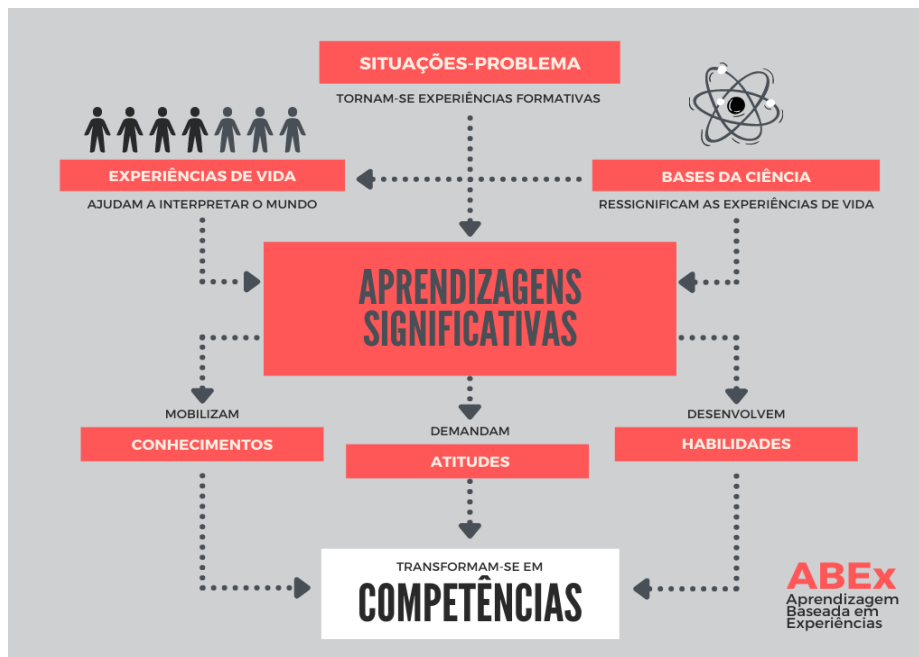 SITUAÇÕES-PROBLEMA
TORNAM-SE EXPERIÊNCIAS FORMATIVAS
EXPERIÊNCIAS DE VIDA
AJUDAM A INTERPRETAR O MUNDO
BASES DA CIÊNCIA
RESSIGNIFICAM AS EXPERIÊNCIAS DE VIDA
APRENDIZAGENS
SIGNIFICATIVAS
MOBILIZAM
CONHECIMENTOS
DEMANDAM
ATITUDES
DESENVOLVEM
HABILIDADES
TRANSFORMAM-SE EM
COMPETÊNCIAS
ABEx
Aprendizagem
Baseada em
Experiências